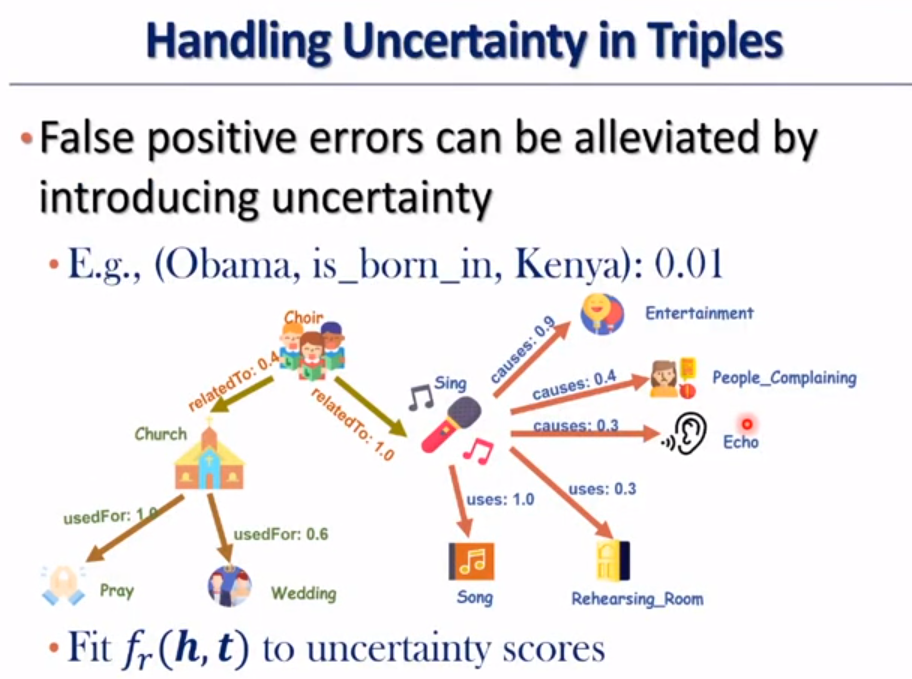 Handling Uncertainty in Triples
• False positive errors can be alleviated by
introducing uncertainty
• E.g., (Obama, is_born_in, Kenya): 0.01
Choir
relatedTo: 0.4
relatedTo: 1.0
Church
usedFor: 1.0
usedFor: 0.6
Pray
Wedding
Sing
causes: 0.9
Entertainment
causes: 0.4
People_Complaining
causes: 0.3
Echo
uses: 1.0
uses: 0.3
Song
Rehearsing_Room
• Fit fr(h, t) to uncertainty scores